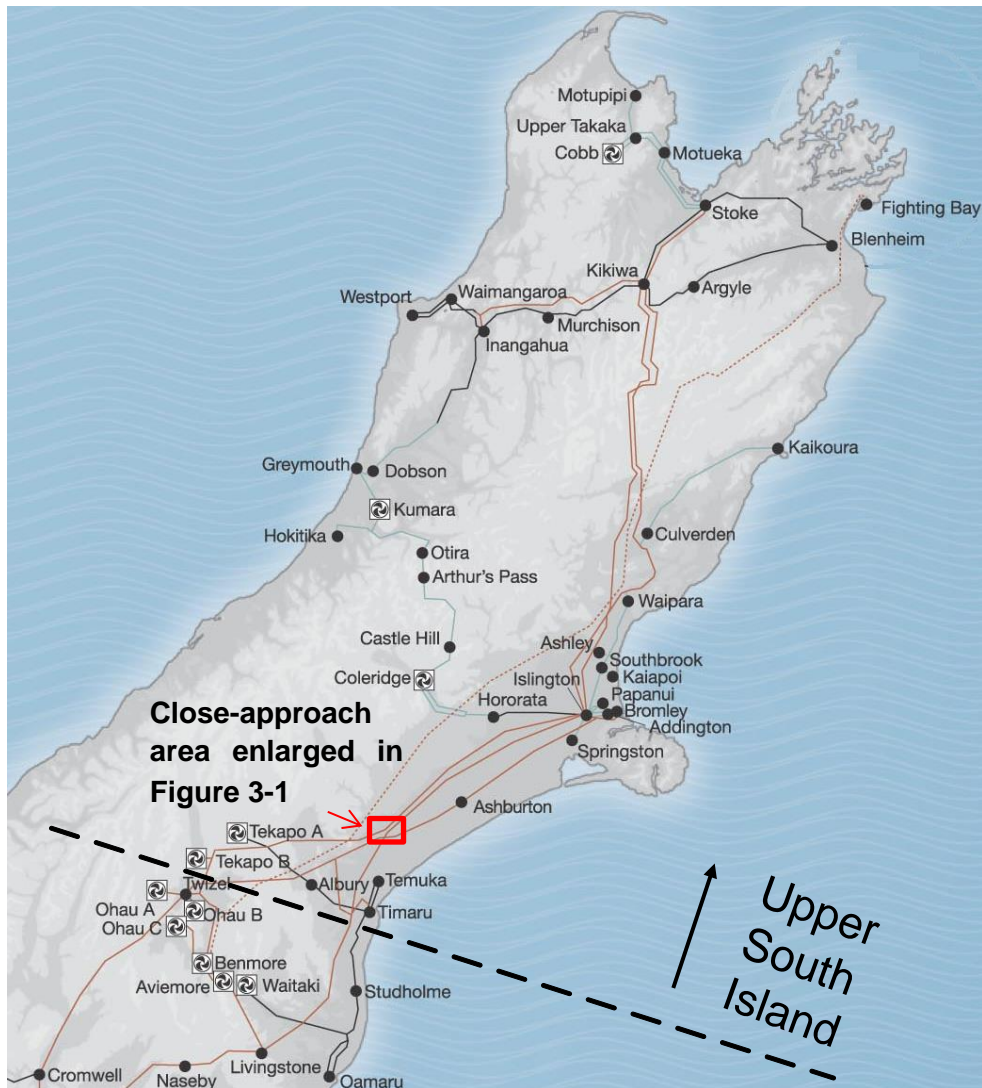 Motupipi
Upper Takaka
Cobb
Motueka
Stoke
Fighting Bay
Blenheim
Kikiwa
Argyle
Westport
Waimangaroa
Murchison
Inangahua
Kaikoura
Greymouth
Dobson
Kumara
Hokitika
Culverden
Otira
Arthur's Pass
Waipara
Castle Hill
Ashley
Southbrook
Coleridge
Islington
Kaiapoi
Hororata
Papanui
Bromley
Addington
Springston
Close-approach
area enlarged in
Figure 3-1
Ashburton
Tekapo A
Tekapo B
Twizel
Albury
Temuka
Ohau A
Ohau B
Ohau C
Timaru
Upper
South
Island
Benmore
Aviemore
Waitaki
Studholme
Livingstone
Cromwell
Naseby
Oamaru